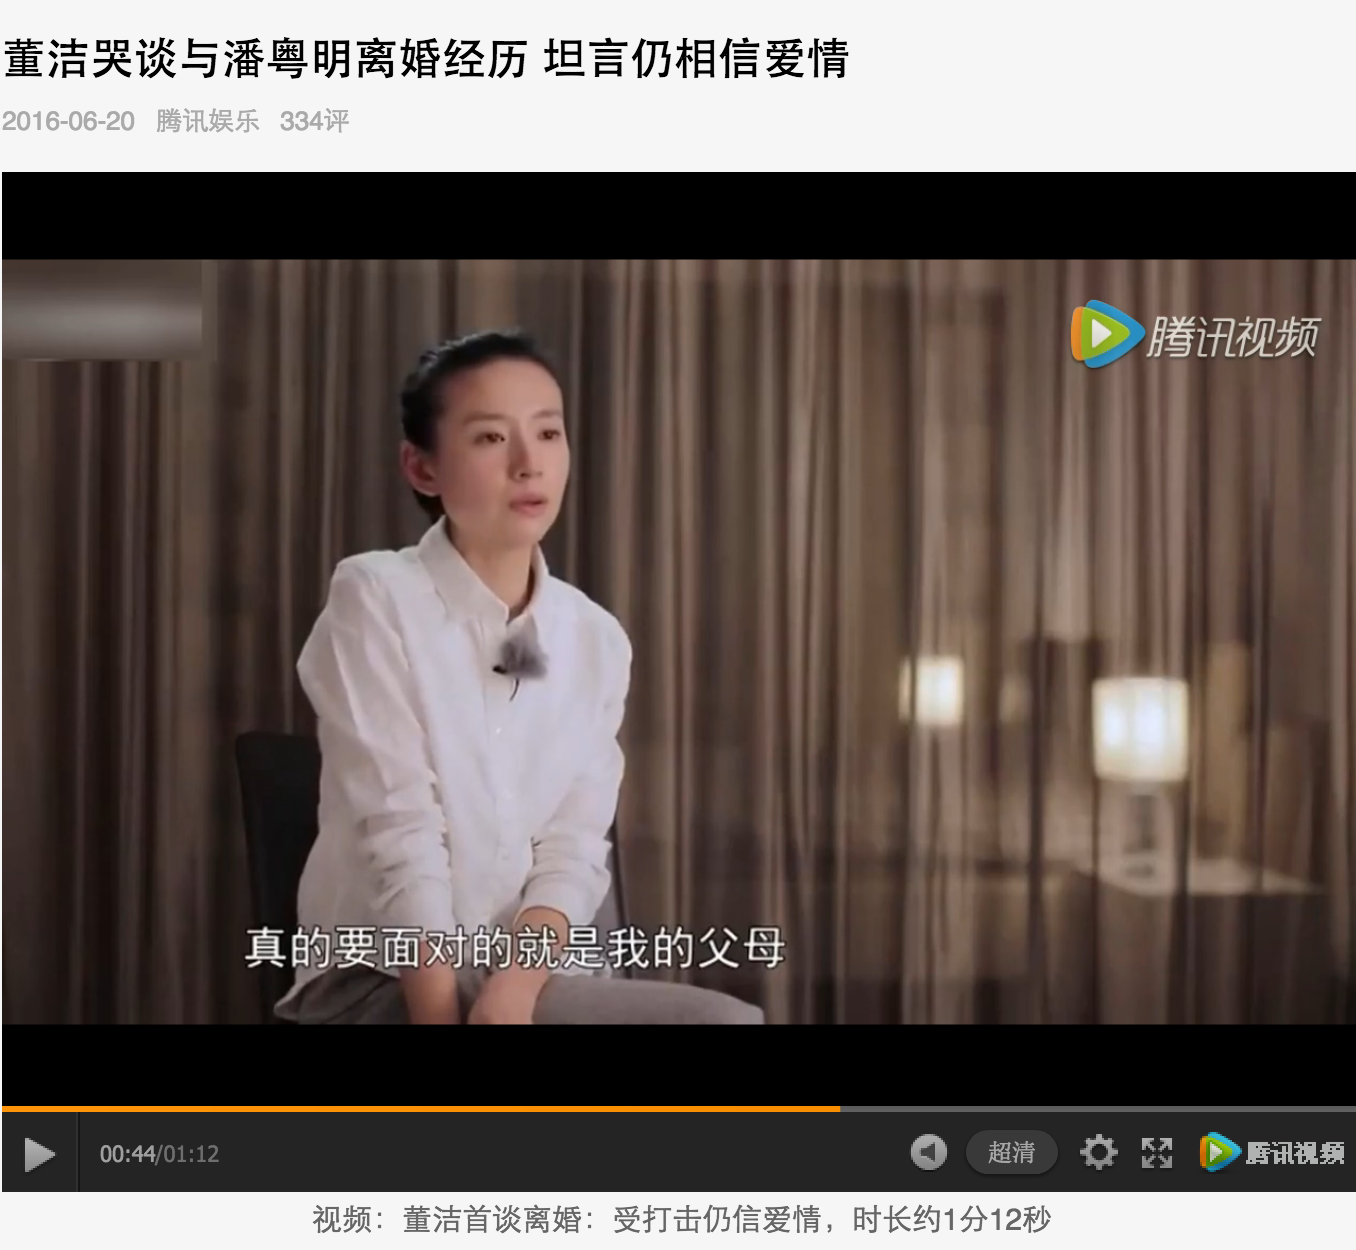 董洁哭谈与潘粤明离婚经历 坦言仍相信爱情
2016-06-20 腾讯娱乐 334评
腾讯视频
真的要面对的就是我的父母
00:44/01:12 超清 腾讯视频
视频：董洁首谈离婚：受打击仍信爱情，时长约1分12秒